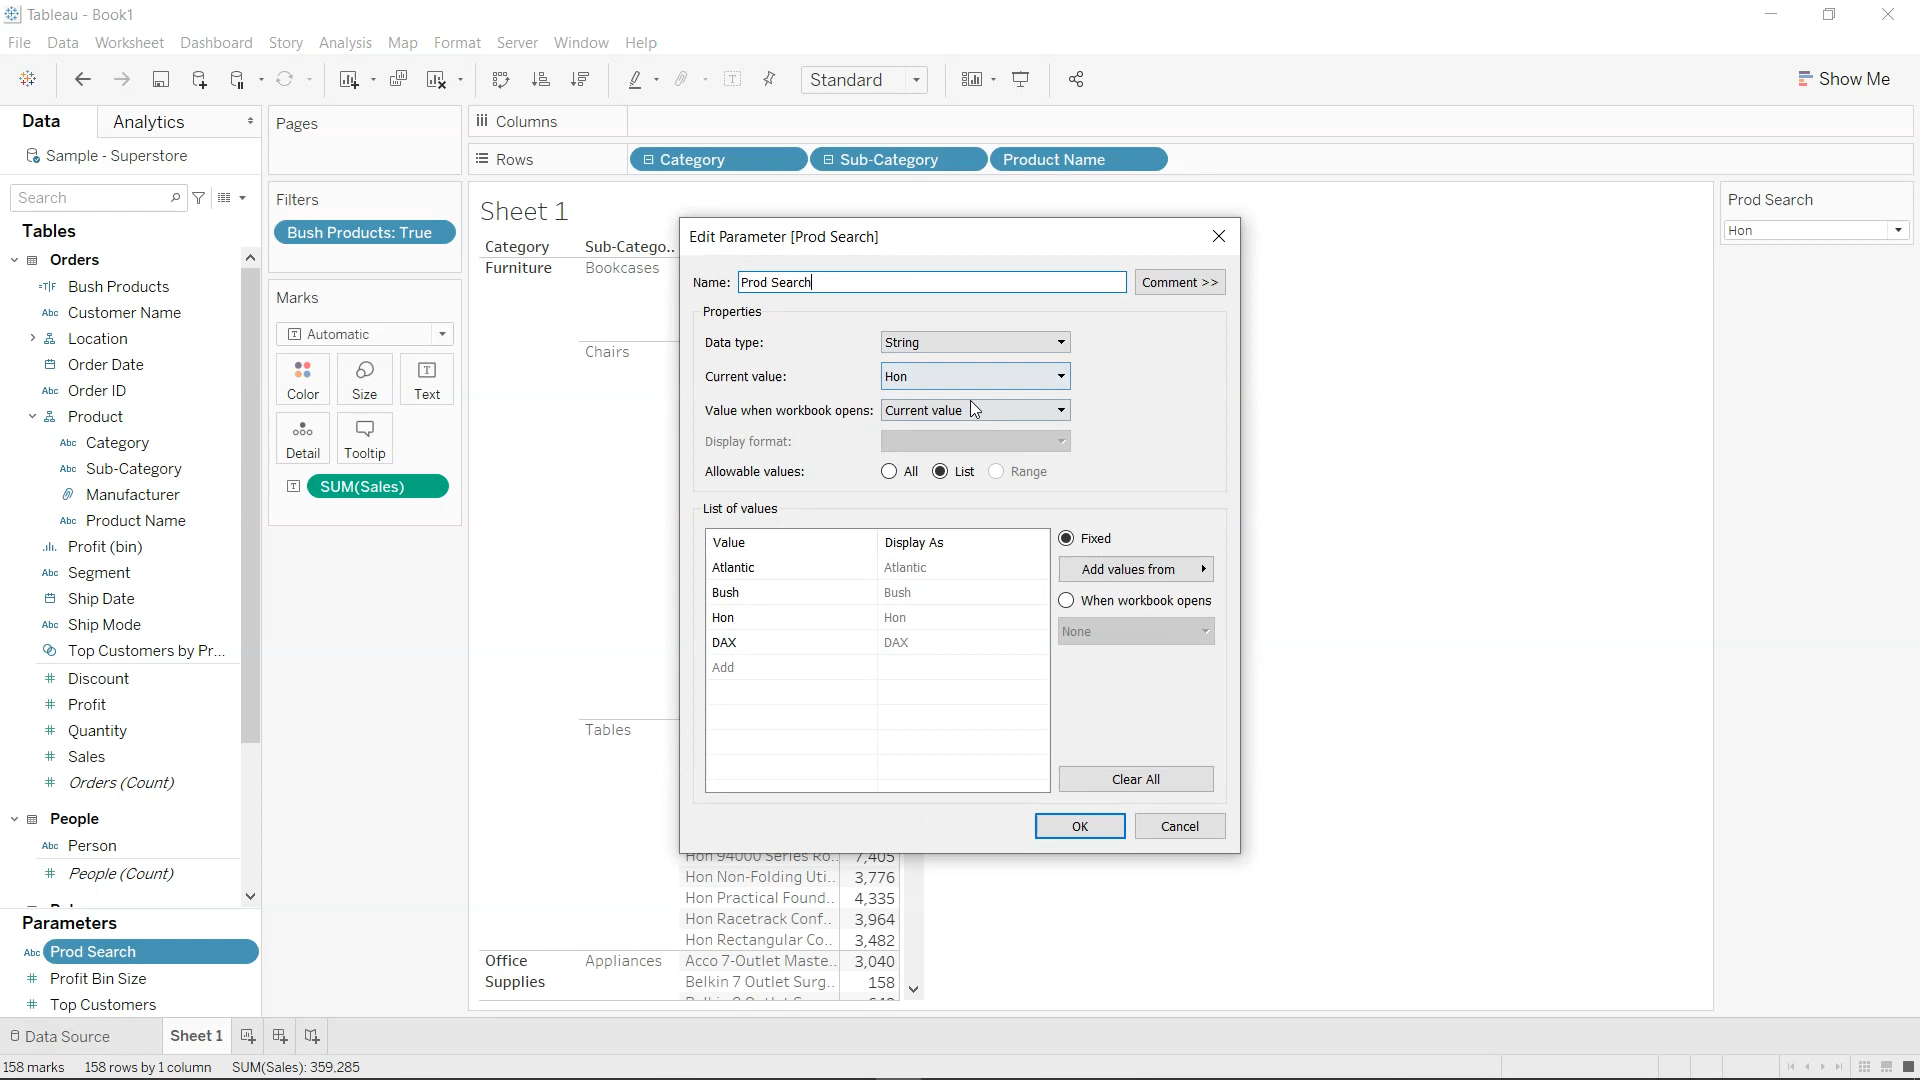 Tableau - Book1
File Data Worksheet Dashboard Story Analysis Map Format Server Window Help
Standard
Show Me
Data
Analytics
Sample - Superstore
Search
Tables
Orders
Bush Products
Customer Name
Location
Order Date
Order ID
Product
Category
Sub-Category
Manufacturer
Product Name
Profit (bin)
Segment
Ship Date
Ship Mode
Top Customers by Pr...
Discount
Profit
Quantity
Sales
Orders (Count)
People
Person
People (Count)
Parameters
Prod Search
Profit Bin Size
Top Customers
Pages
Filters
Bush Products: True
Marks
Automatic
Color
Size
Text
Detail
Tooltip
SUM(Sales)
Columns
Rows
Category
Sub-Category
Product Name
Sheet 1
Category
Sub-Catego..
Furniture
Bookcases
Chairs
Tables
Hon 94000 Series Ro.. 7,405
Hon Non-Folding Uti.. 3,776
Hon Practical Found.. 4,335
Hon Racetrack Conf.. 3,964
Hon Rectangular Co.. 3,482
Office Supplies
Appliances
Acco 7-Outlet Maste.. 3,040
Belkin 7 Outlet Surg.. 158
Edit Parameter [Prod Search]
Name: Prod Search
Comment >>
Properties
Data type: String
Current value: Hon
Value when workbook opens: Current value
Display format:
Allowable values: All List Range
List of values
Value Display As
Atlantic Atlantic
Bush Bush
Hon Hon
DAX DAX
Add
Fixed
Add values from
When workbook opens
None
Clear All
OK
Cancel
Prod Search
Hon
Data Source
Sheet 1
158 marks 158 rows by 1 column SUM(Sales): 359,285